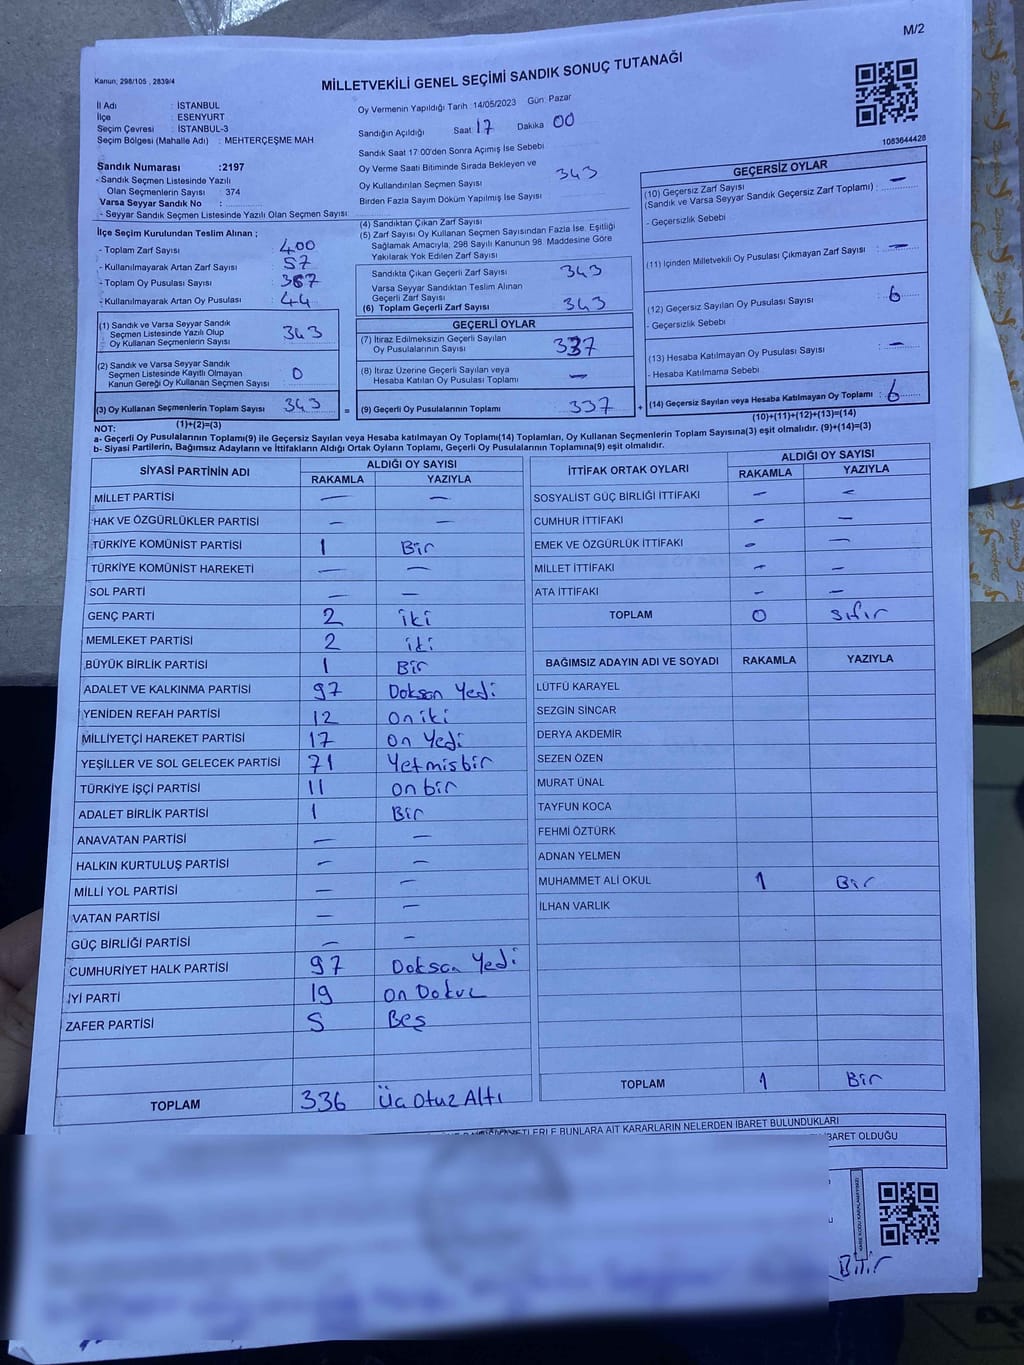 M/2
Kanun; 298/105 , 2839/4
MİLLETVEKİLİ GENEL SEÇİMİ SANDIK SONUÇ TUTANAĞI
İl Adı : İSTANBUL
İlçe : ESENYURT
Seçim Çevresi : İSTANBUL-3
Seçim Bölgesi (Mahalle Adı) : MEHTERÇEŞME MAH
Sandık Numarası :2197
- Sandık Seçmen Listesinde Yazılı
Olan Seçmenlerin Sayısı : 374
Varsa Seyyar Sandık No :
- Seyyar Sandık Seçmen Listesinde Yazılı Olan Seçmen Sayısı:
Oy Vermenin Yapıldığı Tarih :14/05/2023 Gün: Pazar
Sandığın Açıldığı Saat 17 Dakika 00
Sandık Saat 17:00'den Sonra Açımış İse Sebebi
Oy Verme Saati Bitiminde Sırada Bekleyen ve
Oy Kullandırılan Seçmen Sayısı 343
Birden Fazla Sayım Döküm Yapılmış İse Sayısı
1083644428
İlçe Seçim Kurulundan Teslim Alınan ;
- Toplam Zarf Sayısı : 400
- Kullanılmayarak Artan Zarf Sayısı : 57
- Toplam Oy Pusulası : 387
- Kullanılmayarak Artan Oy Pusulası : 44
(1) Sandık ve Varsa Seyyar Sandık
Seçmen Listesinde Yazılı Olup
Oy Kullanan Seçmenlerin Sayısı : 343
(2) Sandık ve Varsa Seyyar Sandık
Seçmen Listesinde Kayıtlı Olmayan
Kanun Gereği Oy Kullanan Seçmen Sayısı : 0
(3) Oy Kullanan Seçmenlerin Toplam Sayısı : 343
(1)+(2)=(3)
(4) Sandıktan Çıkan Zarf Sayısı
(5) Zarf Sayısı Oy Kullanan Seçmen Sayısından Fazla İse, Eşitliği
Sağlamak Amacıyla, 298 Sayılı Kanunun 98. Maddesine Göre
Yakılarak Yok Edilen Zarf Sayısı
Sandıkta Çıkan Geçerli Zarf Sayısı 343
Varsa Seyyar Sandıktan Teslim Alınan
Geçerli Zarf Sayısı
(6) Toplam Geçerli Zarf Sayısı : 343
GEÇERLİ OYLAR
(7) İtiraz Edilmeksizin Geçerli Sayılan
Oy Pusulalarının Sayısı : 337
(8) İtiraz Üzerine Geçerli Sayılan veya
Hesaba Katılan Oy Pusulası Toplamı : —
= (9) Geçerli Oy Pusulalarının Toplamı : 337
GEÇERSİZ OYLAR
(10) Geçersiz Zarf Sayısı
(Sandık ve Varsa Seyyar Sandık Geçersiz Zarf Toplamı) : —
- Geçersizlik Sebebi
(11) İçinden Milletvekili Oy Pusulası Çıkmayan Zarf Sayısı : —
(12) Geçersiz Sayılan Oy Pusulası Sayısı : 6
- Geçersizlik Sebebi
(13) Hesaba Katılmayan Oy Pusulası Sayısı : —
- Hesaba Katılmama Sebebi
+ (14) Geçersiz Sayılan veya Hesaba Katılmayan Oy Toplamı : 6
(10)+(11)+(12)+(13)=(14)
NOT:
a- Geçerli Oy Pusulalarının Toplamı(9) ile Geçersiz Sayılan veya Hesaba katılmayan Oy Toplamı(14) Toplamları, Oy Kullanan Seçmenlerin Toplam Sayısına(3) eşit olmalıdır. (9)+(14)=(3)
b- Siyasi Partilerin, Bağımsız Adayların ve İttifakların Aldığı Ortak Oyların Toplamı, Geçerli Oy Pusulalarının Toplamına(9) eşit olmalıdır.
SİYASİ PARTİNİN ADI ALDIĞI OY SAYISI
RAKAMLA YAZIYLA
MİLLET PARTİSİ — —
HAK VE ÖZGÜRLÜKLER PARTİSİ — —
TÜRKİYE KOMÜNİST PARTİSİ 1 Bir
TÜRKİYE KOMÜNİST HAREKETİ — —
SOL PARTİ — —
GENÇ PARTİ 2 iki
MEMLEKET PARTİSİ 2 iki
BÜYÜK BİRLİK PARTİSİ 1 Bir
ADALET VE KALKINMA PARTİSİ 97 Doksan Yedi
YENİDEN REFAH PARTİSİ 12 on iki
MİLLİYETÇİ HAREKET PARTİSİ 17 on Yedi
YEŞİLLER VE SOL GELECEK PARTİSİ 71 Yetmisbir
TÜRKİYE İŞÇİ PARTİSİ 11 on bir
ADALET BİRLİK PARTİSİ 1 Bir
ANAVATAN PARTİSİ — —
HALKIN KURTULUŞ PARTİSİ — —
MİLLİ YOL PARTİSİ — —
VATAN PARTİSİ — —
GÜÇ BİRLİĞİ PARTİSİ — —
CUMHURİYET HALK PARTİSİ 97 Doksan Yedi
İYİ PARTİ 19 on Dokuz
ZAFER PARTİSİ 5 Beş
TOPLAM 336 Üc Otuz Altı
İTTİFAK ORTAK OYLARI ALDIĞI OY SAYISI
RAKAMLA YAZIYLA
SOSYALİST GÜÇ BİRLİĞİ İTTİFAKI — —
CUMHUR İTTİFAKI — —
EMEK VE ÖZGÜRLÜK İTTİFAKI — —
MİLLET İTTİFAKI — —
ATA İTTİFAKI — —
TOPLAM 0 sıfır
BAĞIMSIZ ADAYIN ADI VE SOYADI RAKAMLA YAZIYLA
LÜTFÜ KARAYEL
SEZGİN SİNCAR
DERYA AKDEMİR
SEZEN ÖZEN
MURAT ÜNAL
TAYFUN KOCA
FEHMİ ÖZTÜRK
ADNAN YELMEN
MUHAMMET ALİ OKUL 1 Bir
İLHAN VARLIK
TOPLAM 1 Bir
BUNLARA AİT KARARLARIN NELERDEN İBARET BULUNDUKLARI
İBARET OLDUĞU